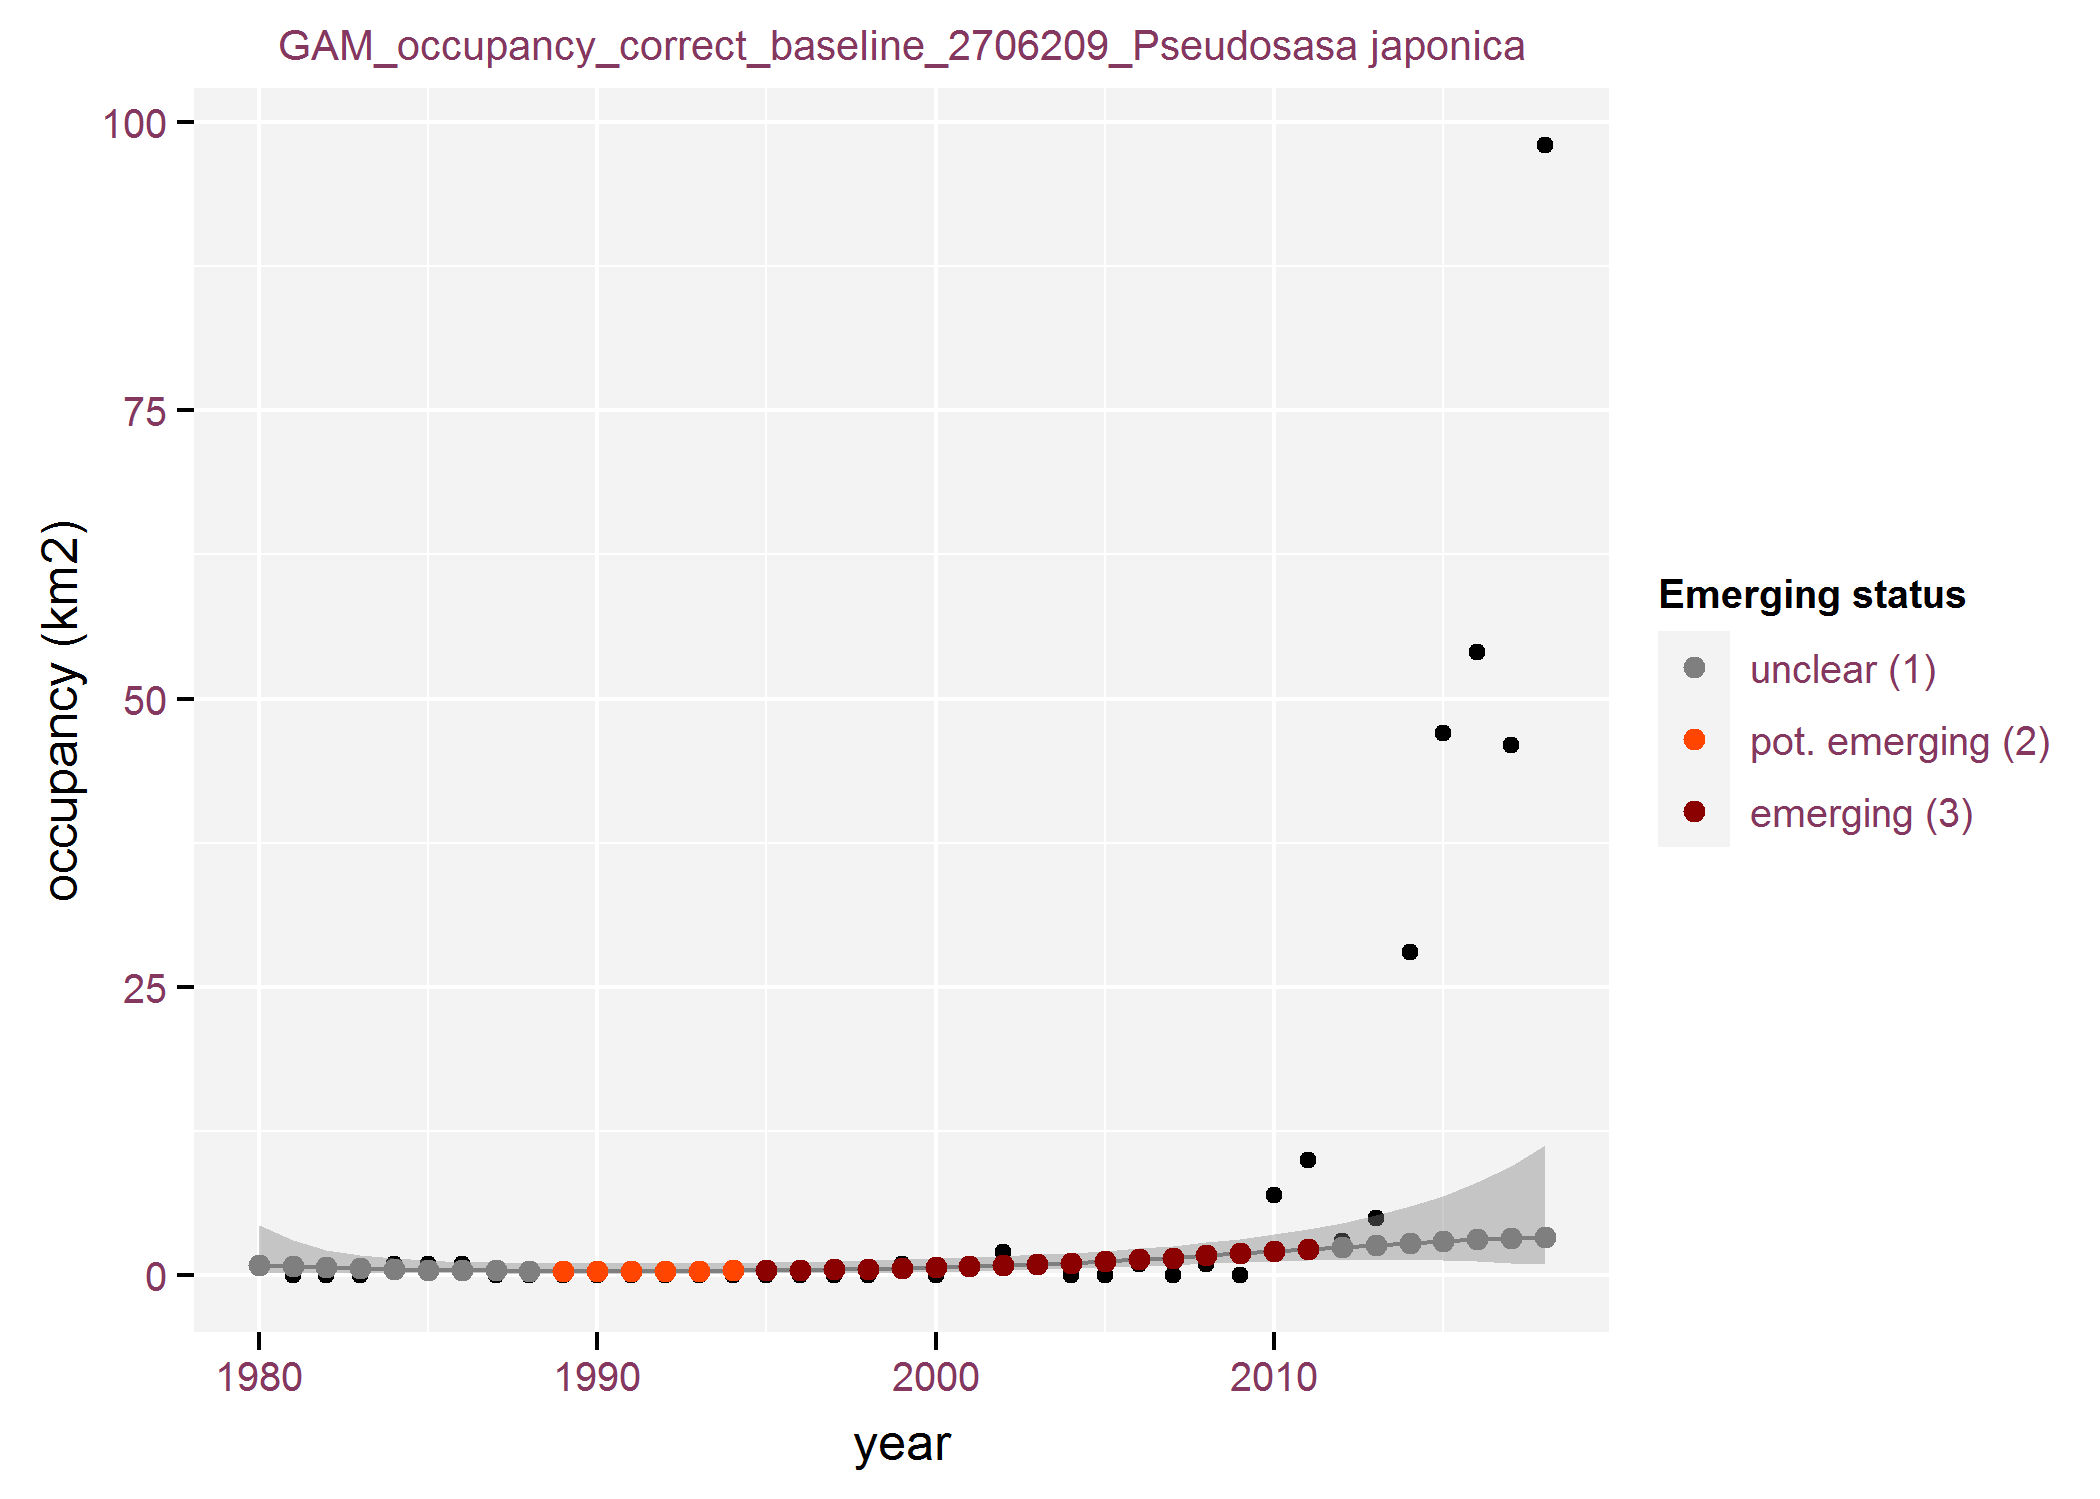 GAM_occupancy_correct_baseline_2706209_Pseudosasa japonica
100
75
50
25
0
occupancy (km2)
1980
1990
2000
2010
year
Emerging status
unclear (1)
pot. emerging (2)
emerging (3)